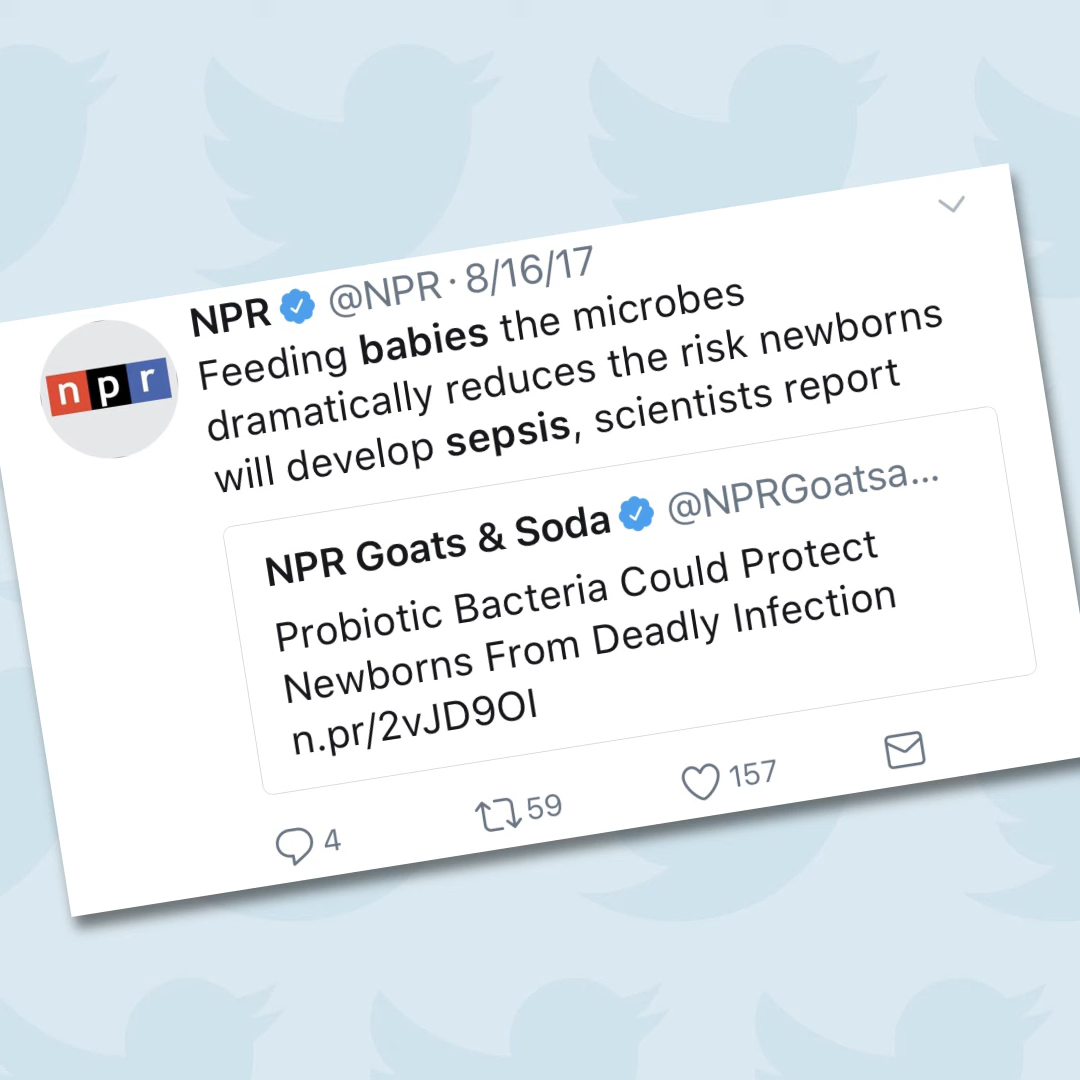 NPR @NPR · 8/16/17
npr
Feeding babies the microbes
dramatically reduces the risk newborns
will develop sepsis, scientists report
NPR Goats & Soda @NPRGoatsa...
Probiotic Bacteria Could Protect
Newborns From Deadly Infection
n.pr/2vJD9OI
4 59 157